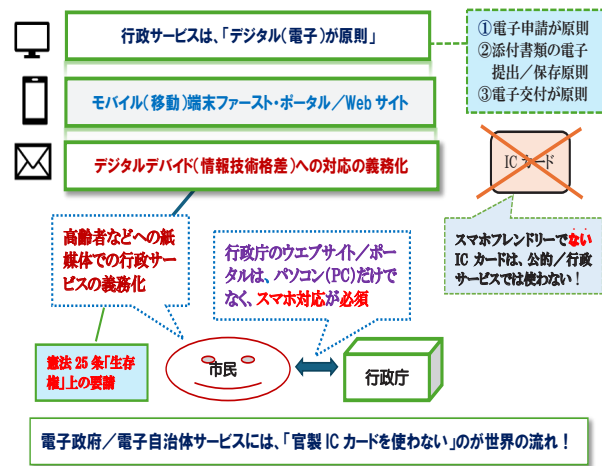 行政サービスは、「デジタル(電子)が原則」
①電子申請が原則
②添付書類の電子
提出／保存原則
③電子交付が原則
モバイル(移動)端末ファースト・ポータル／Webサイト
デジタルデバイド(情報技術格差)への対応の義務化
ICカード
高齢者などへの紙
媒体での行政サー
ビスの義務化
行政庁のウエブサイト／ポー
タルは、パソコン(PC)だけで
なく、スマホ対応が必須
スマホフレンドリーでない
ICカードは、公的／行政
サービスでは使わない！
憲法25条「生存
権」上の要請
市民
行政庁
電子政府／電子自治体サービスには、「官製ICカードを使わない」のが世界の流れ！